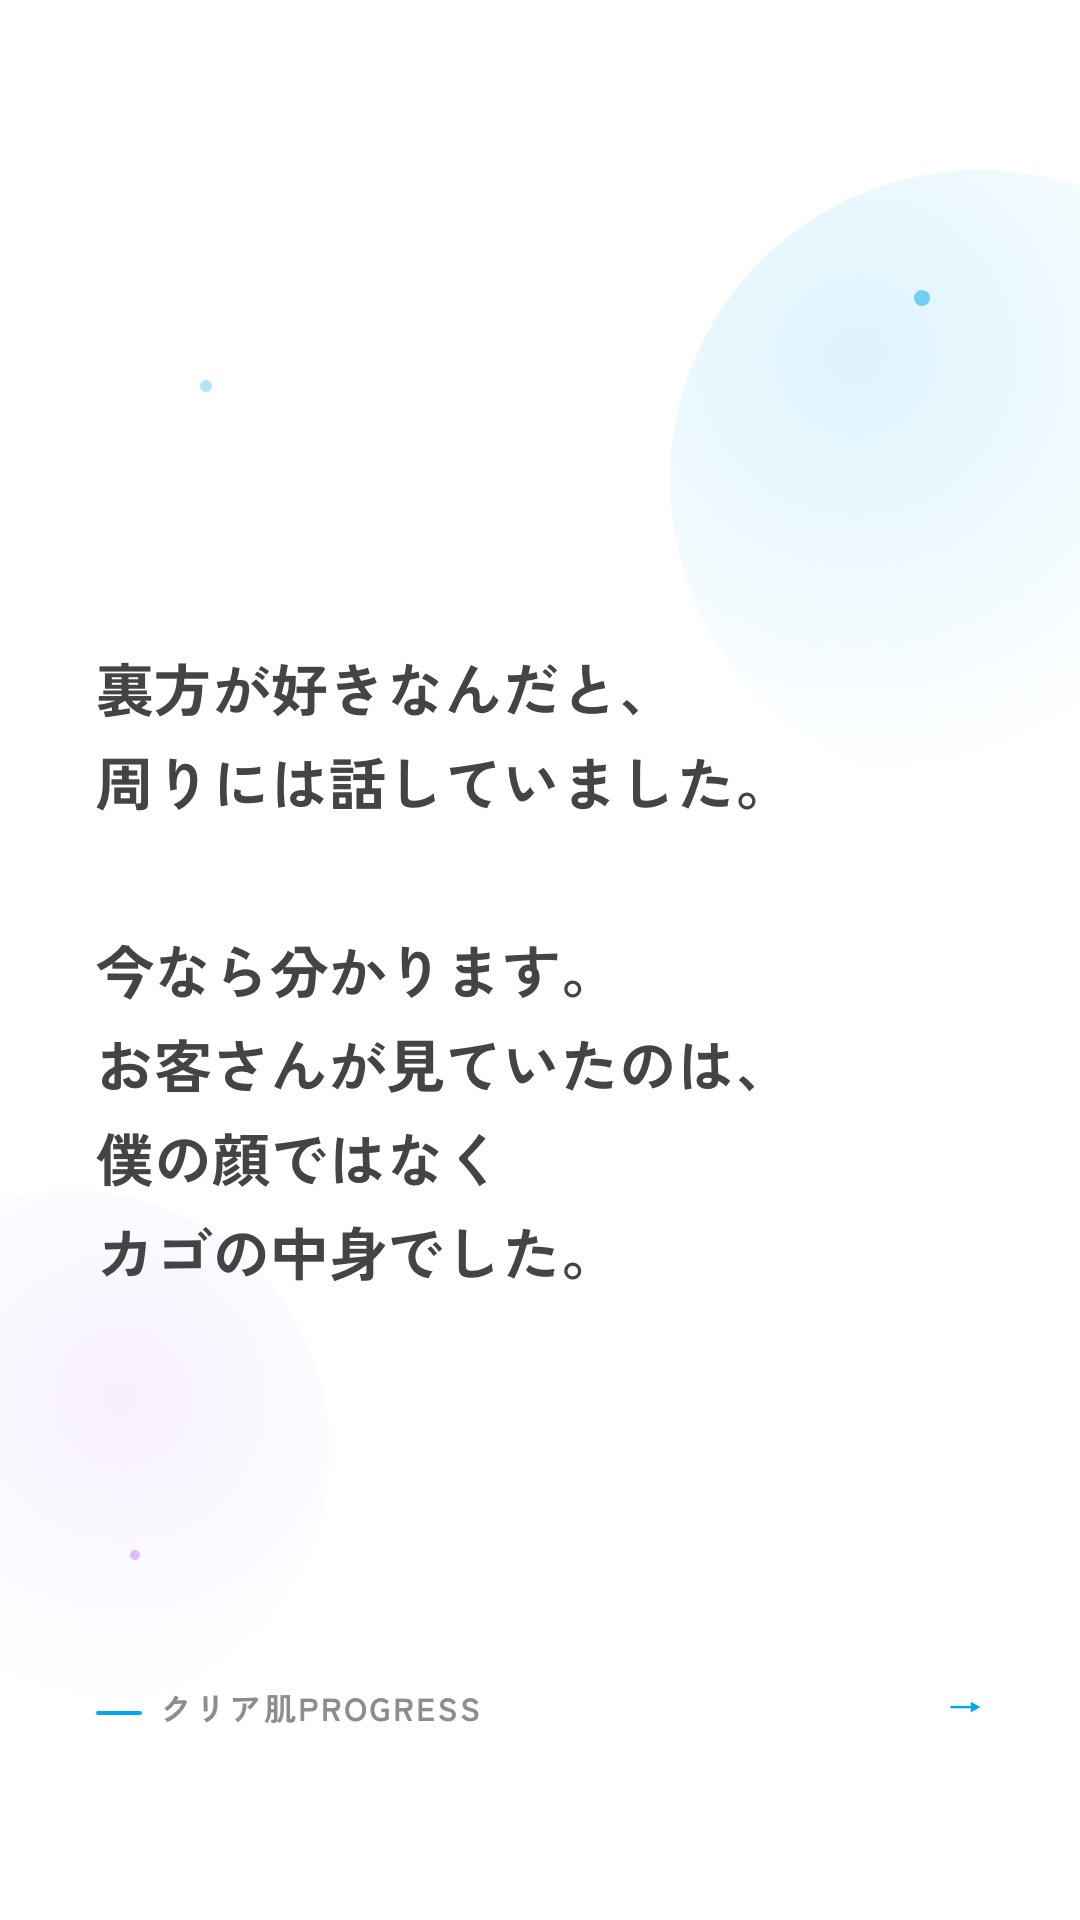 裏方が好きなんだと、
周りには話していました。
今なら分かります。
お客さんが見ていたのは、
僕の顔ではなく
カゴの中身でした。
クリア肌PROGRESS
→